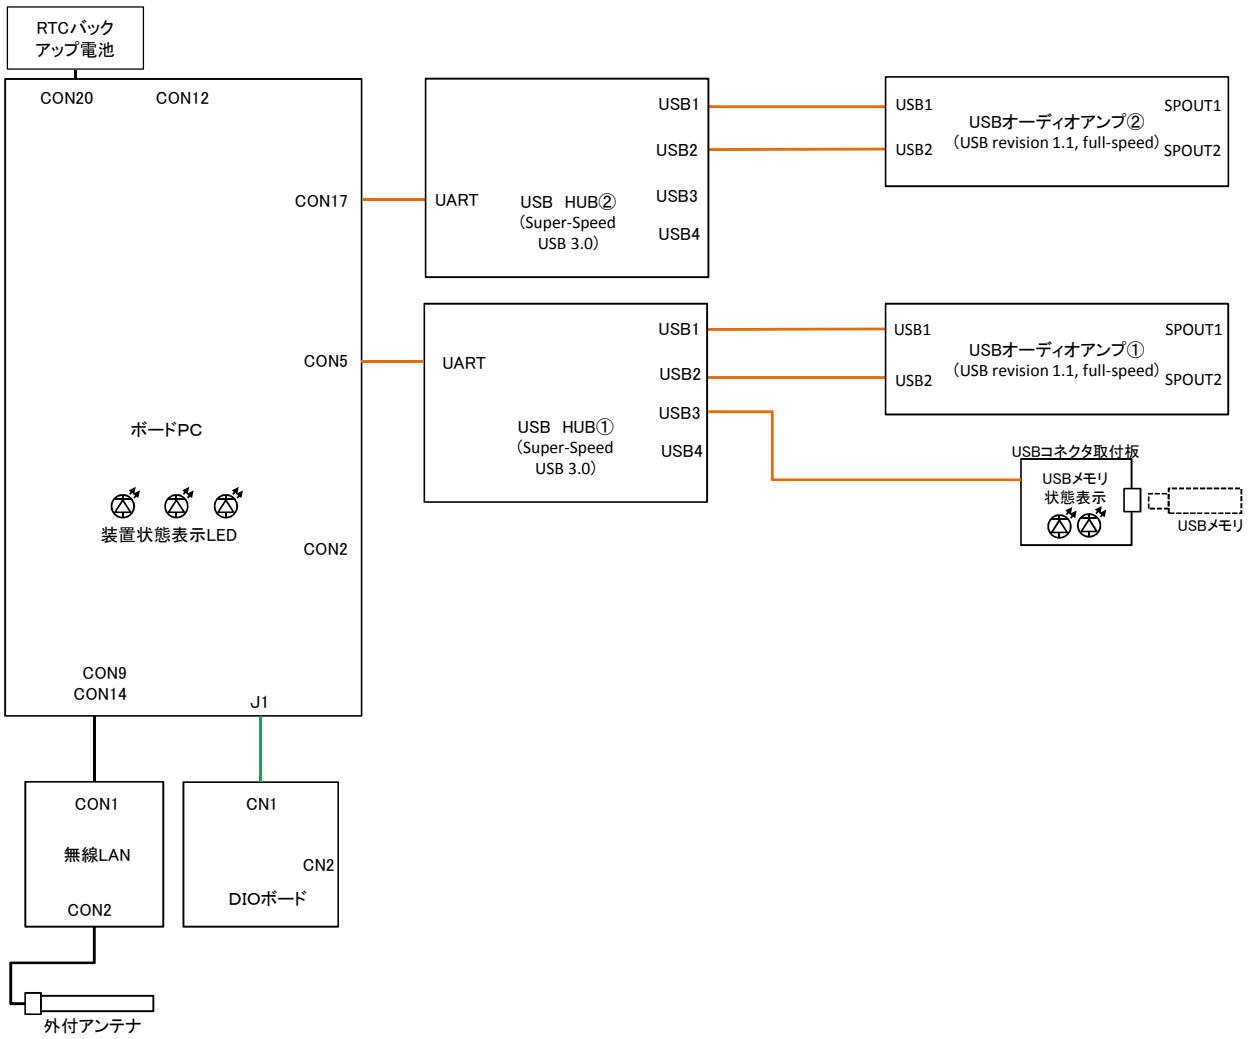 RTCバック
アップ電池
CON20
CON12
CON17
CON5
ボードPC
装置状態表示LED
CON2
CON9
CON14
J1
UART
USB HUB②
(Super-Speed
USB 3.0)
USB1
USB2
USB3
USB4
USB1
USB2
USBオーディオアンプ②
(USB revision 1.1, full-speed)
SPOUT1
SPOUT2
UART
USB HUB①
(Super-Speed
USB 3.0)
USB1
USB2
USB3
USB4
USB1
USB2
USBオーディオアンプ①
(USB revision 1.1, full-speed)
SPOUT1
SPOUT2
USBコネクタ取付板
USBメモリ
状態表示
USBメモリ
CON1
無線LAN
CON2
CN1
CN2
DIOボード
外付アンテナ